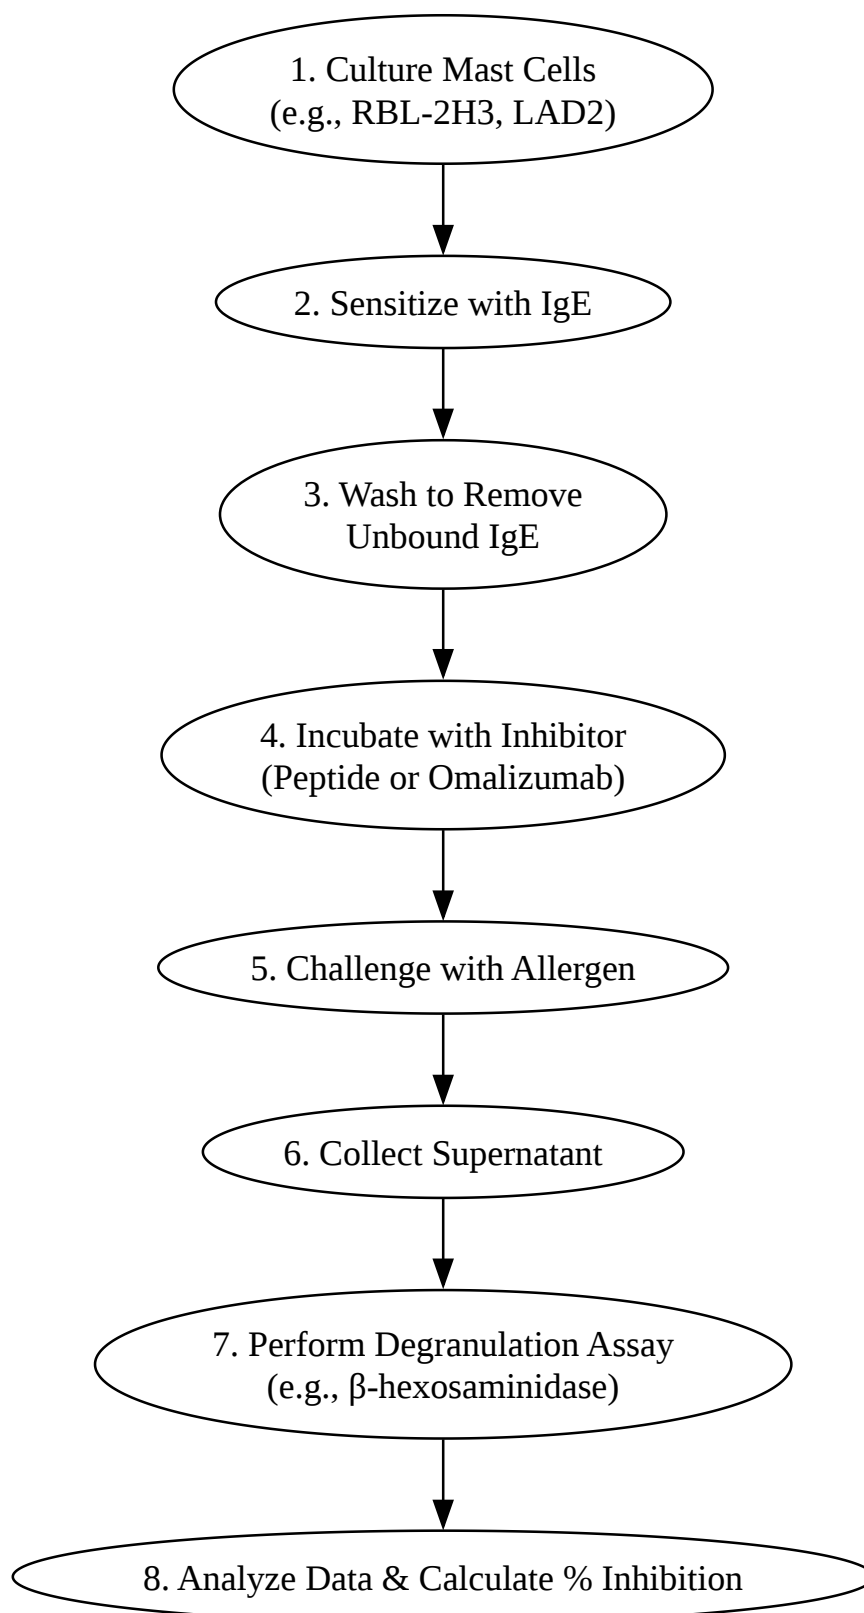 1. Culture Mast Cells
(e.g., RBL-2H3, LAD2)
2. Sensitize with IgE
3. Wash to Remove
Unbound IgE
4. Incubate with Inhibitor
(Peptide or Omalizumab)
5. Challenge with Allergen
6. Collect Supernatant
7. Perform Degranulation Assay
(e.g., β-hexosaminidase)
8. Analyze Data & Calculate % Inhibition